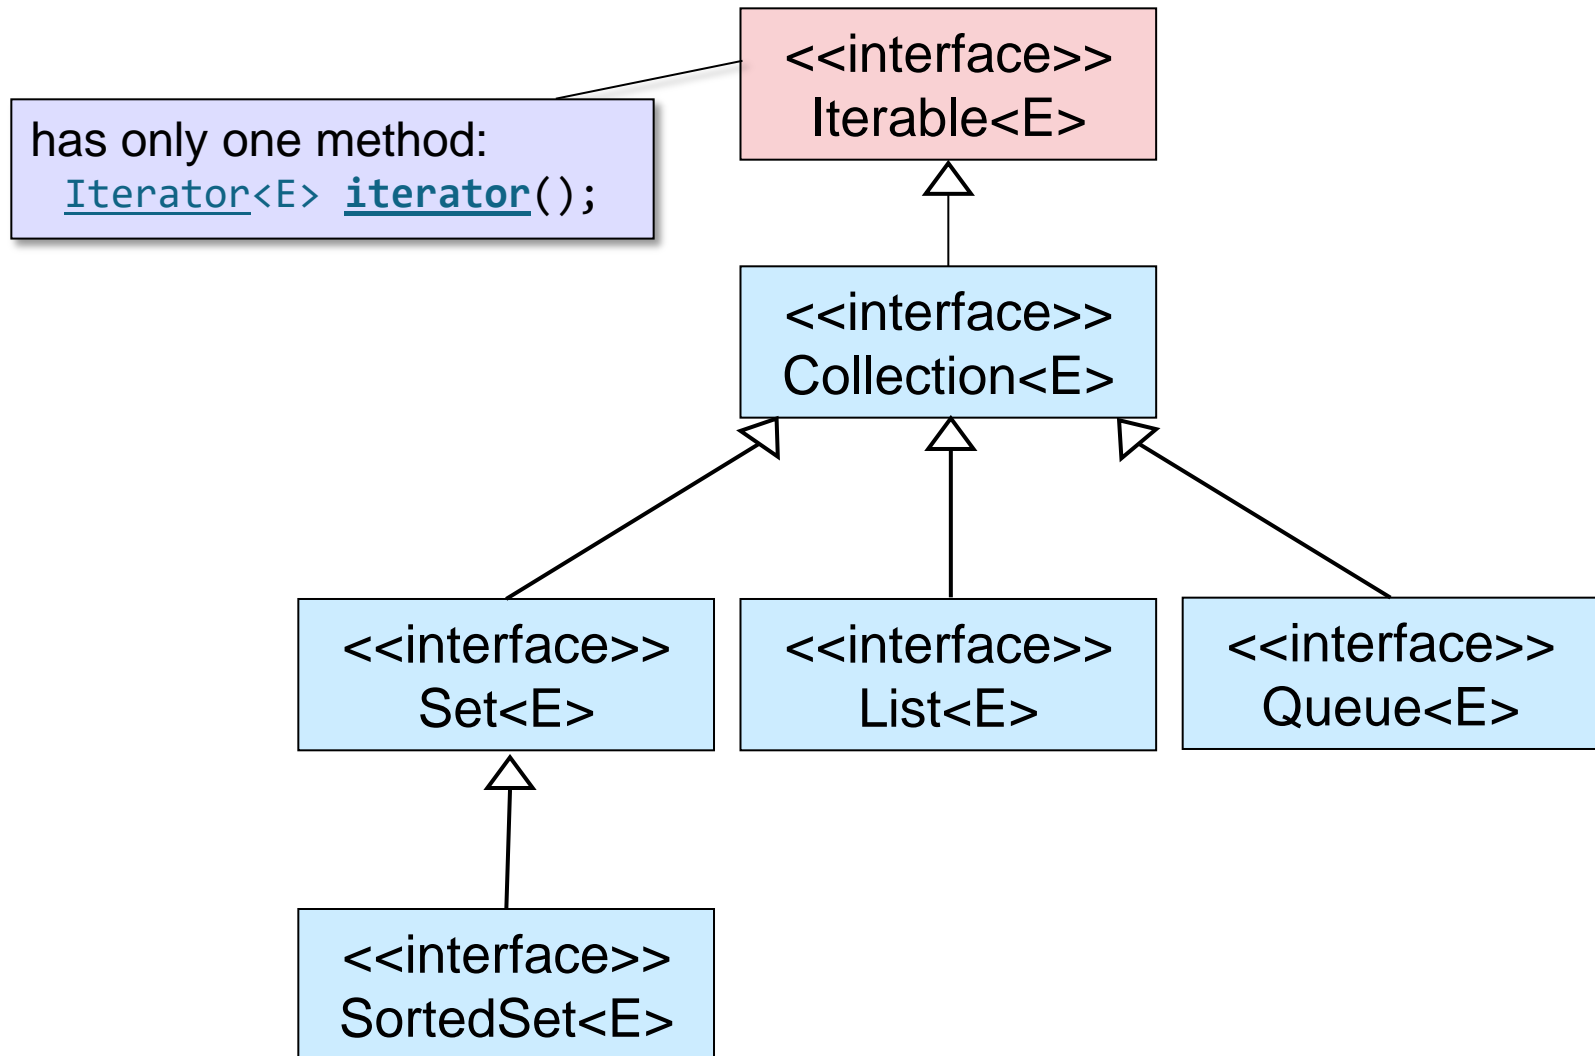 <<interface>>
Iterable<E>
has only one method:
Iterator<E> iterator();
<<interface>>
Collection<E>
<<interface>>
Set<E>
<<interface>>
List<E>
<<interface>>
Queue<E>
<<interface>>
SortedSet<E>